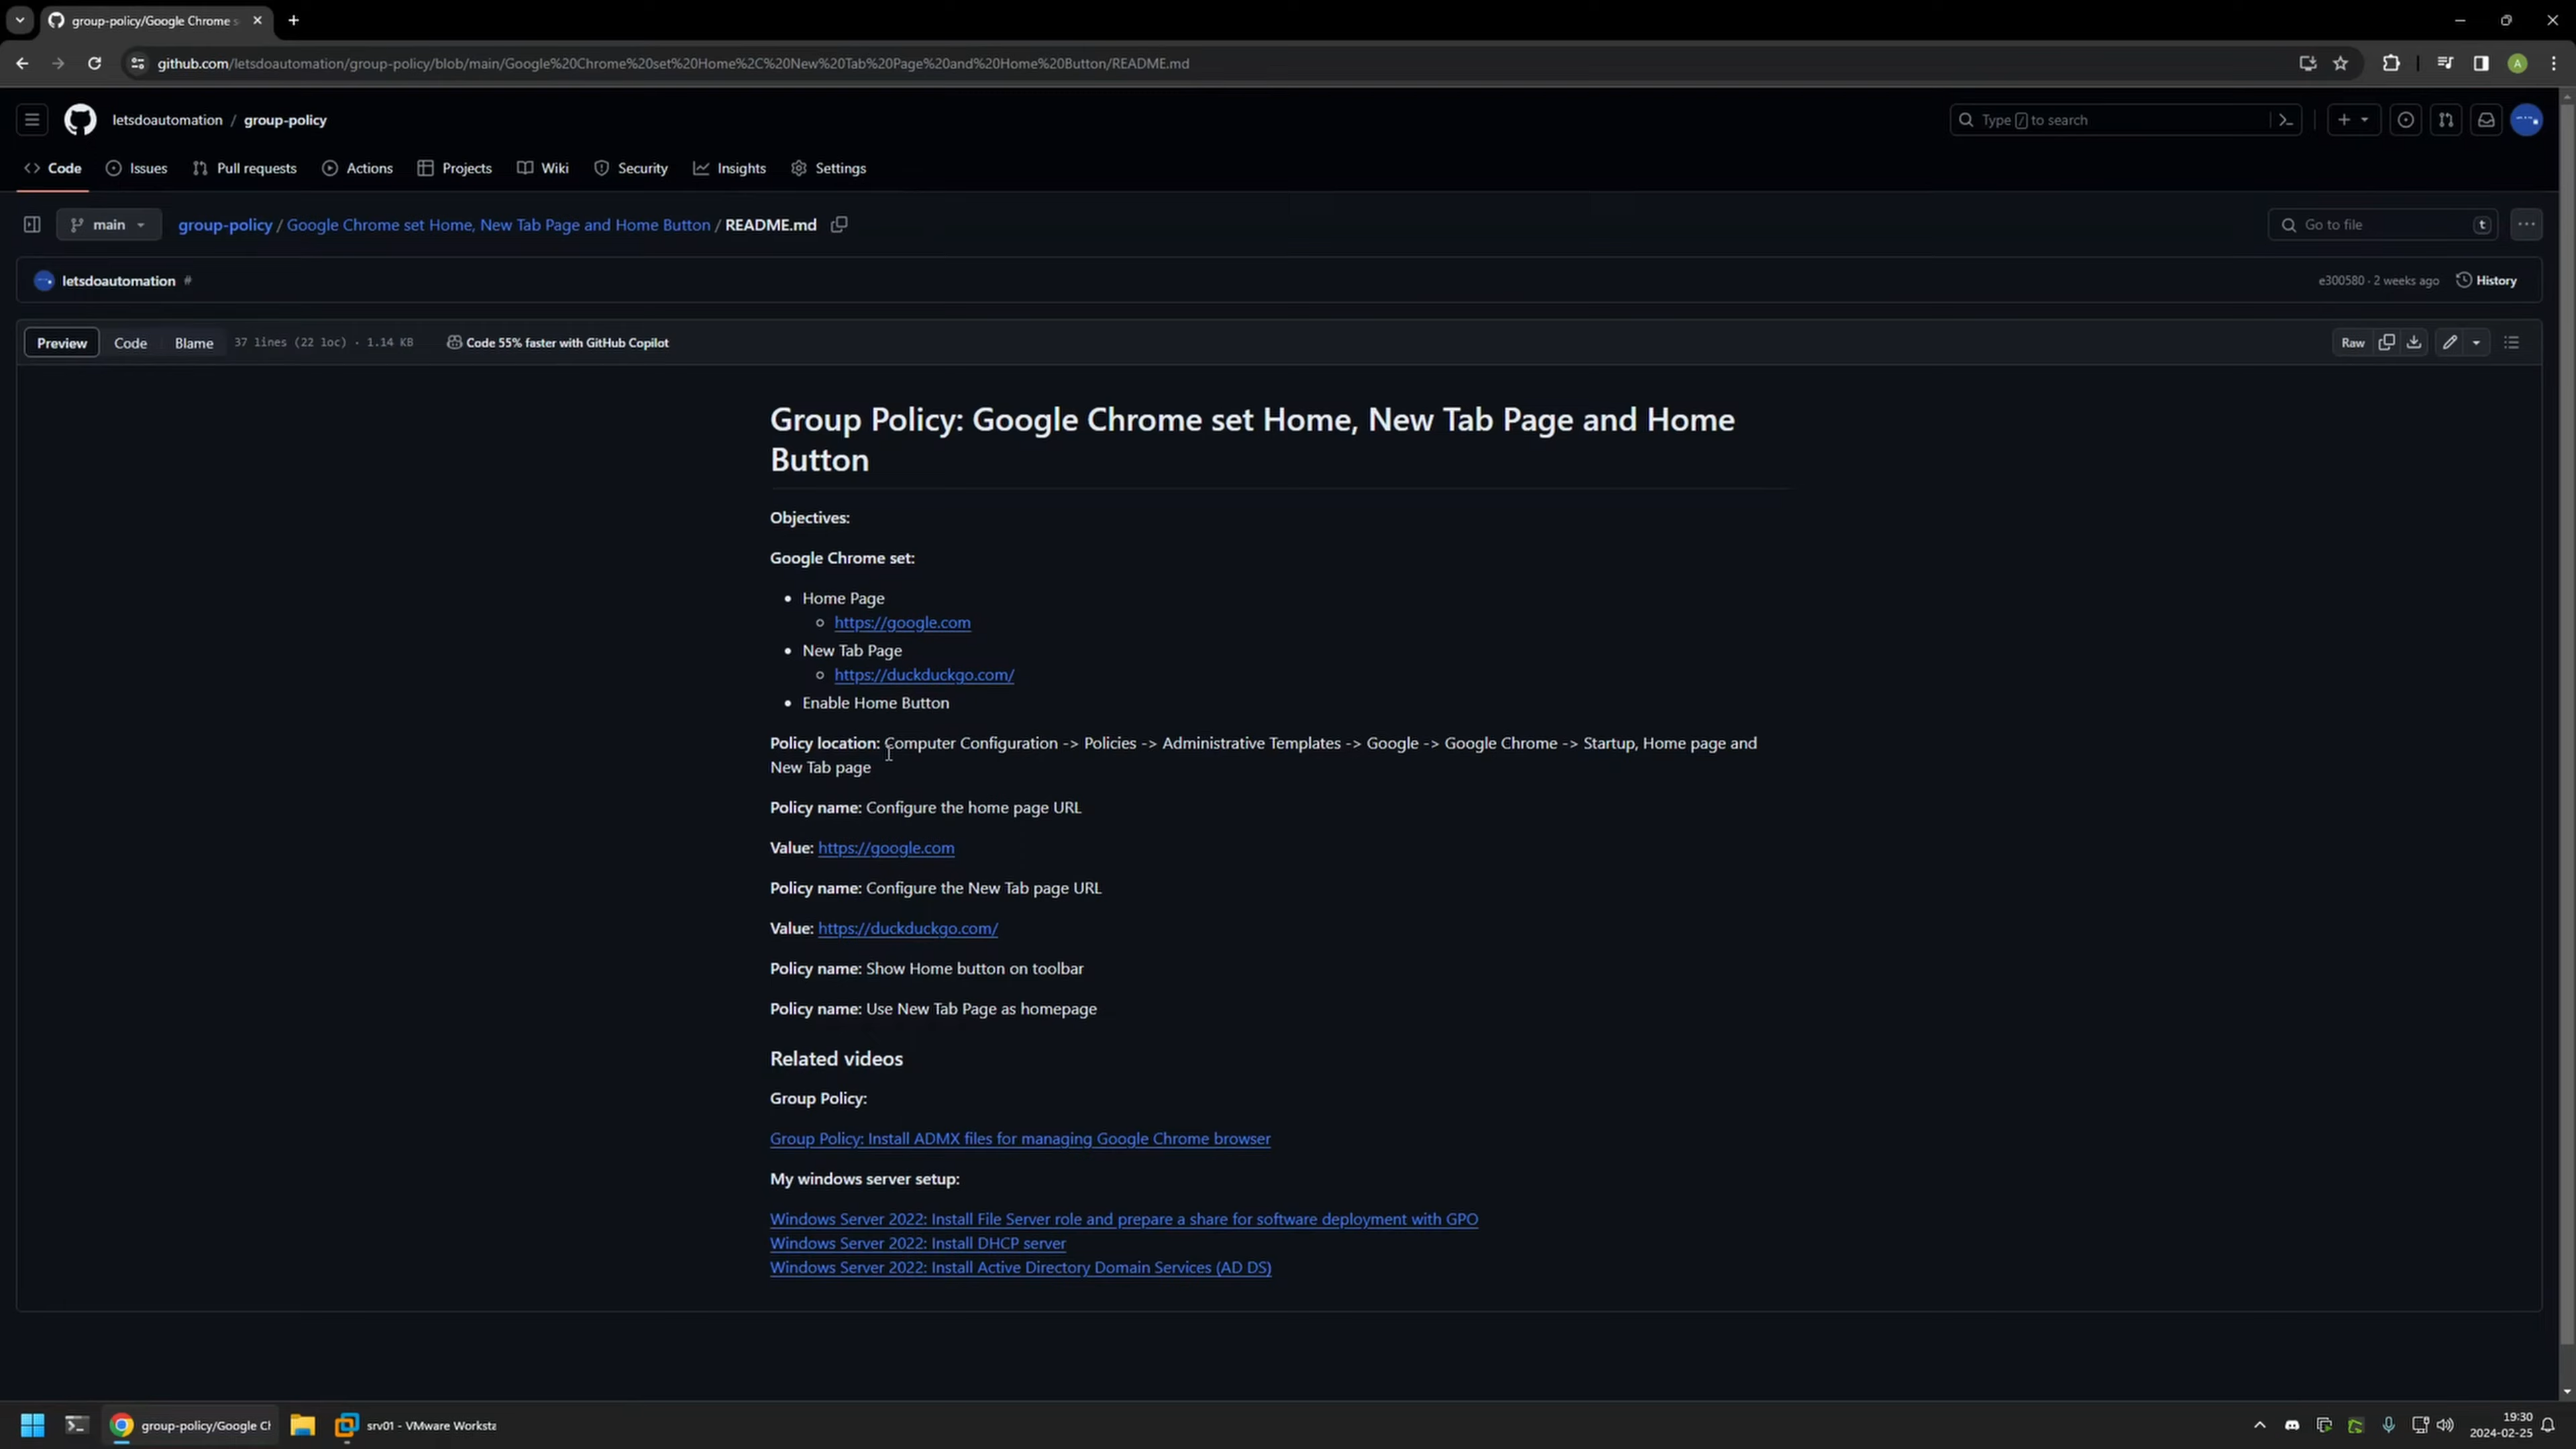 group-policy/Google Chrome s
github.com/letsdoautomation/group-policy/blob/main/Google%20Chrome%20set%20Home%2C%20New%20Tab%20Page%20and%20Home%20Button/README.md
A
letsdoautomation / group-policy
Type / to search
Code Issues Pull requests Actions Projects Wiki Security Insights Settings
main
group-policy / Google Chrome set Home, New Tab Page and Home Button / README.md
Go to file t
letsdoautomation #
e300580 · 2 weeks ago History
Preview Code Blame 37 lines (22 loc) · 1.14 KB Code 55% faster with GitHub Copilot
Raw
Group Policy: Google Chrome set Home, New Tab Page and Home
Button
Objectives:
Google Chrome set:
• Home Page
https://google.com
• New Tab Page
https://duckduckgo.com/
• Enable Home Button
Policy location: Computer Configuration -> Policies -> Administrative Templates -> Google -> Google Chrome -> Startup, Home page and
New Tab page
Policy name: Configure the home page URL
Value: https://google.com
Policy name: Configure the New Tab page URL
Value: https://duckduckgo.com/
Policy name: Show Home button on toolbar
Policy name: Use New Tab Page as homepage
Related videos
Group Policy:
Group Policy: Install ADMX files for managing Google Chrome browser
My windows server setup:
Windows Server 2022: Install File Server role and prepare a share for software deployment with GPO
Windows Server 2022: Install DHCP server
Windows Server 2022: Install Active Directory Domain Services (AD DS)
group-policy/Google Cl
srv01 - VMware Worksta
19:30
2024-02-25